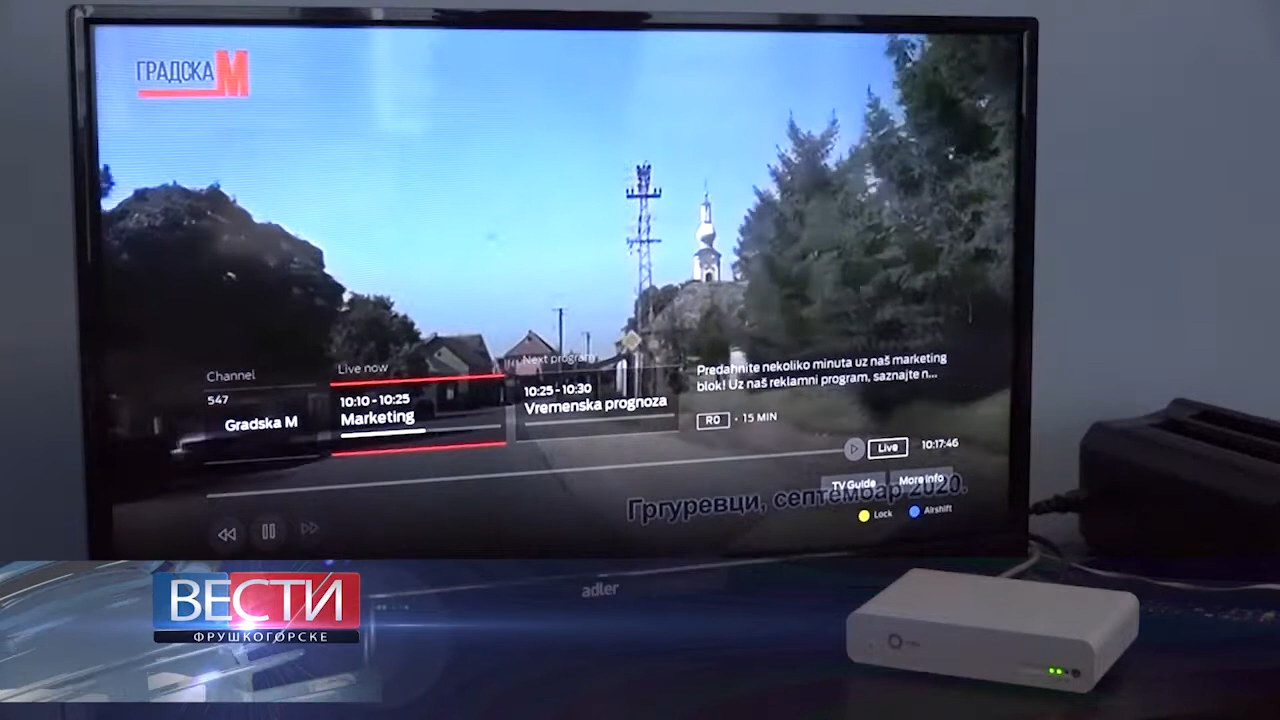 ГРАДСКА М
Channel
547
Gradska M
Live now
10:10 - 10:25
Marketing
Next program
10:25 - 10:30
Vremenska prognoza
Predahnite nekoliko minuta uz naš marketing
blok! Uz naš reklamni program, saznajte n...
RO · 15 MIN
Live 10:17:46
TV Guide More info
Гргуревци, септембар 2020.
Lock Airshift
adler
ВЕСТИ
ФРУШКОГОРСКЕ